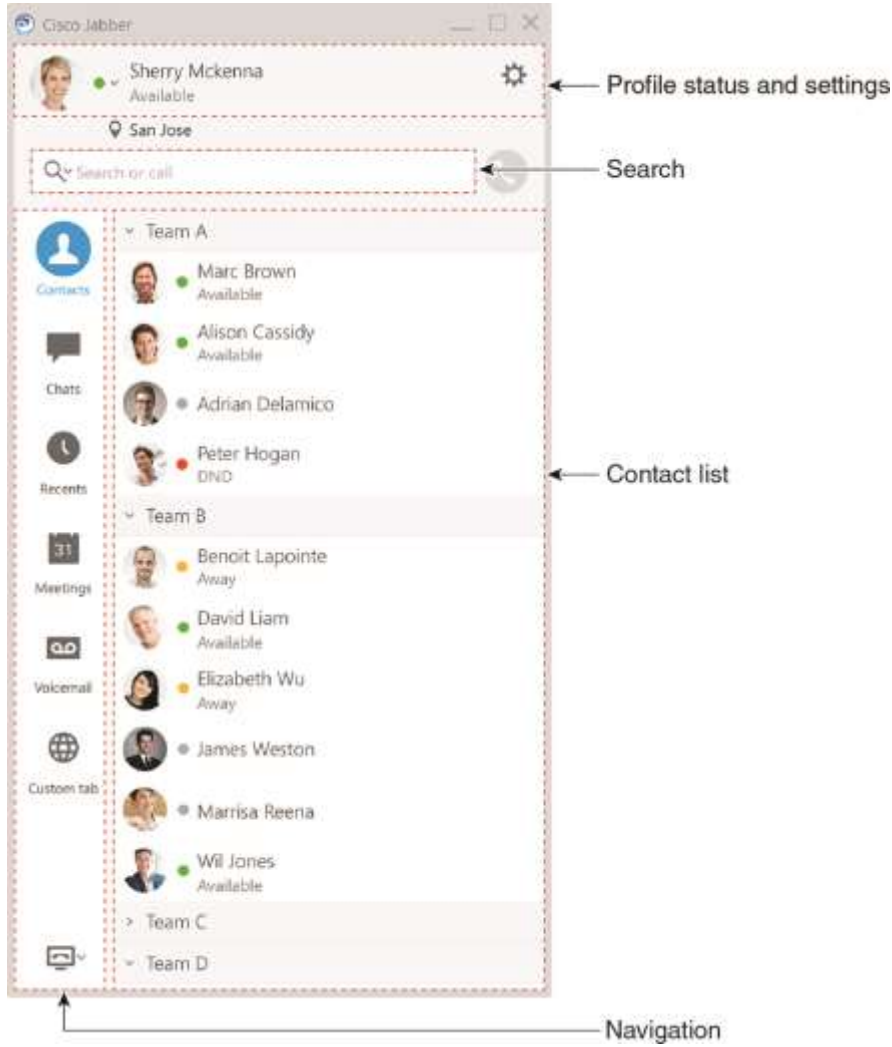 Cisco Jabber
Sherry Mckenna
Available
Profile status and settings
San Jose
Search or call
Search
Contacts
Chats
Recents
31
Meetings
Voicemail
Custom tab
Team A
Marc Brown
Available
Alison Cassidy
Available
Adrian Delamico
Peter Hogan
DND
Contact list
Team B
Benoit Lapointe
Away
David Liam
Available
Elizabeth Wu
Away
James Weston
Marrisa Reena
Wil Jones
Available
Team C
Team D
Navigation